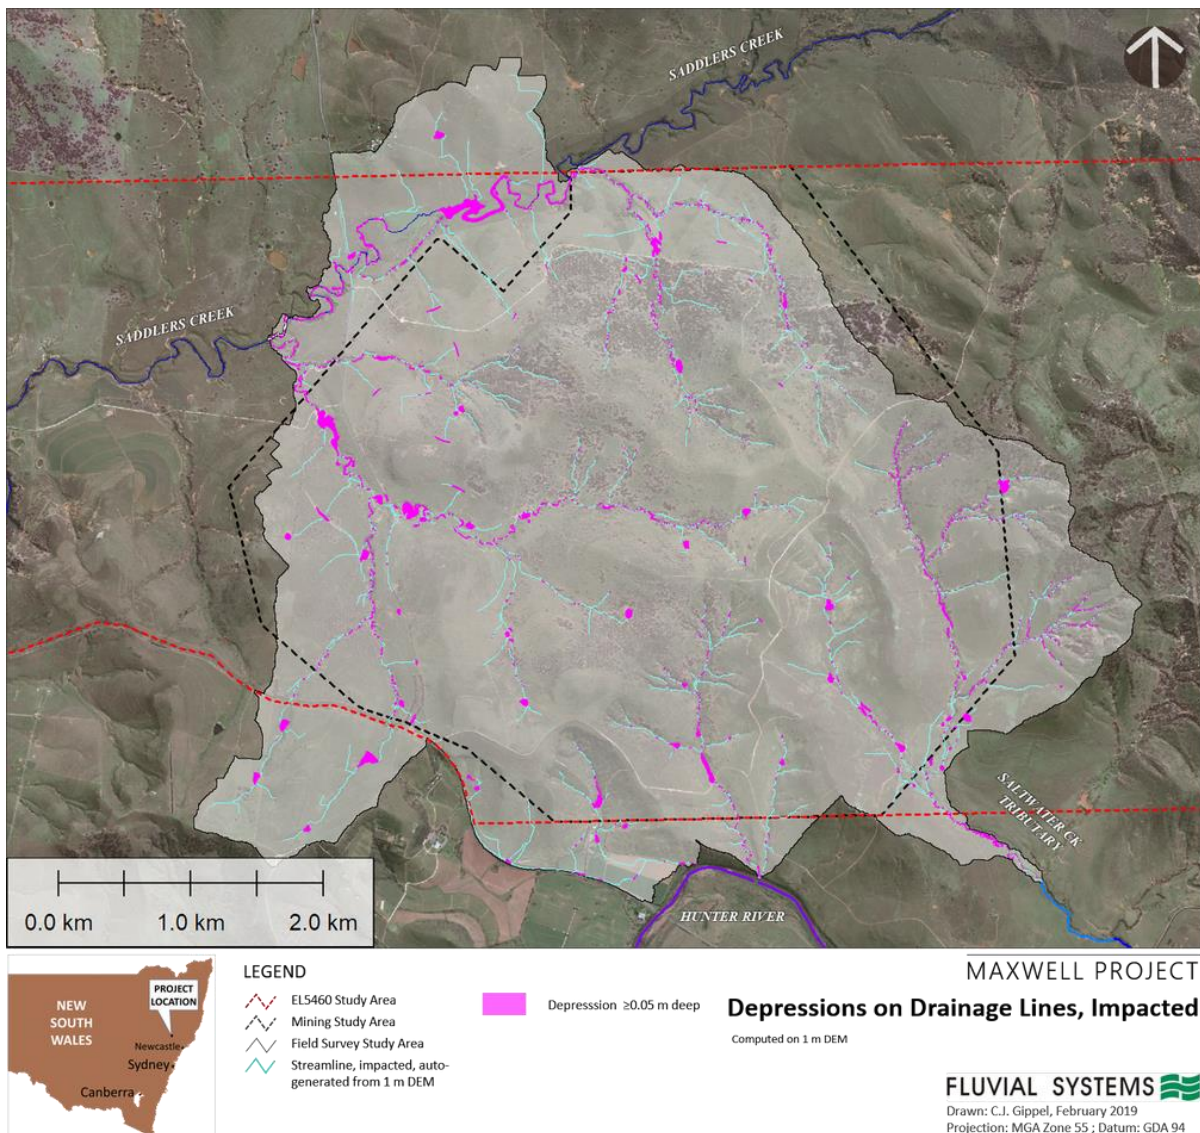 SADDLERS CREEK
SADDLERS CREEK
SALTWATER CK
TRIBUTARY
HUNTER RIVER
0.0 km 1.0 km 2.0 km
NEW
SOUTH
WALES
PROJECT
LOCATION
Newcastle
Sydney
Canberra
LEGEND
EL5460 Study Area
Mining Study Area
Field Survey Study Area
Streamline, impacted, auto-
generated from 1 m DEM
Depresssion ≥0.05 m deep
MAXWELL PROJECT
Depressions on Drainage Lines, Impacted
Computed on 1 m DEM
FLUVIAL SYSTEMS
Drawn: C.J. Gippel, February 2019
Projection: MGA Zone 55 ; Datum: GDA 94